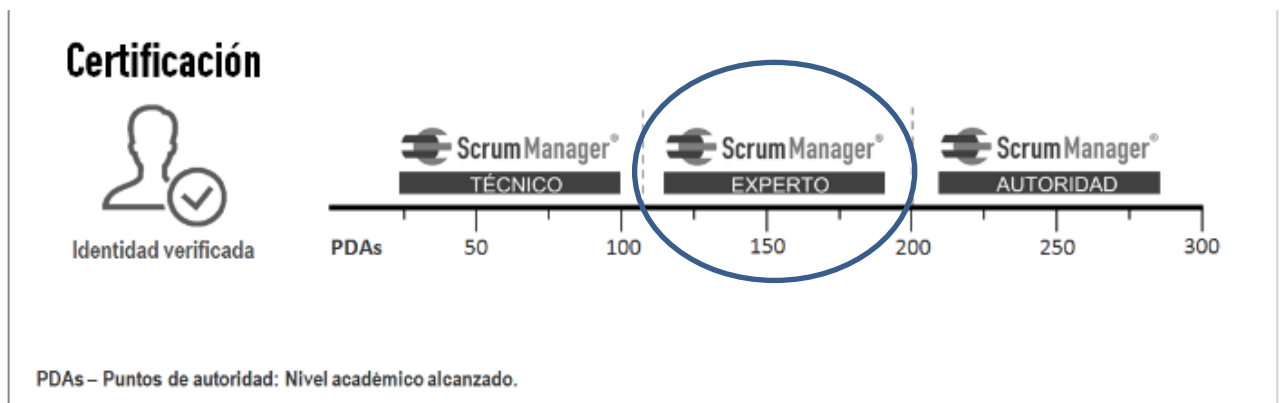 Certificación
ScrumManager® ScrumManager® ScrumManager®
TÉCNICO EXPERTO AUTORIDAD
Identidad verificada
PDAs 50 100 150 200 250 300
PDAs – Puntos de autoridad: Nivel académico alcanzado.